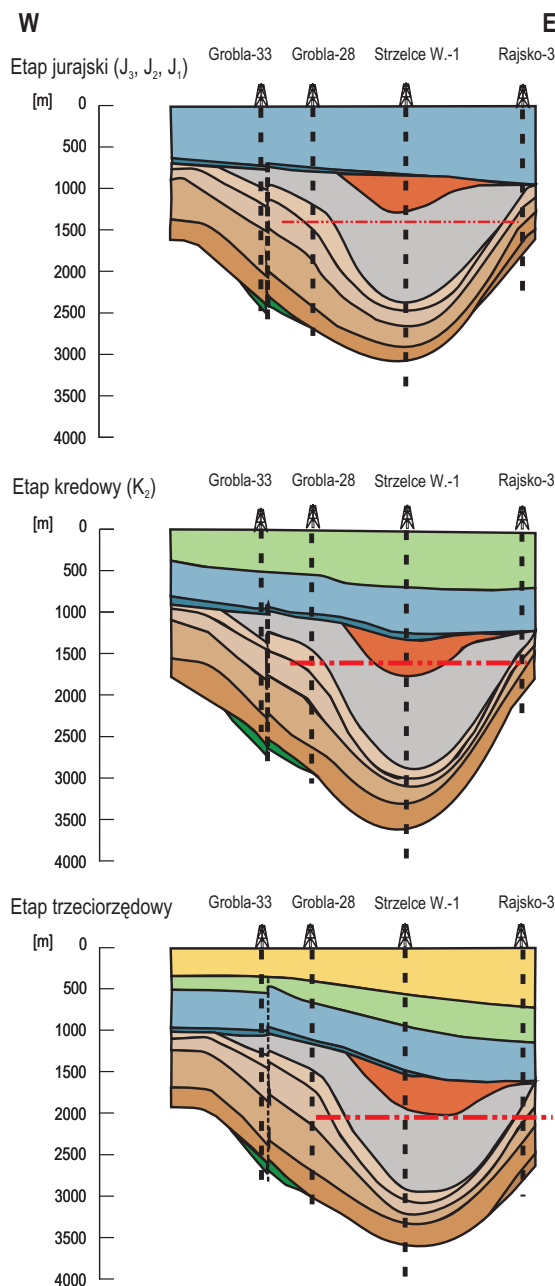 W E
Etap jurajski (J₃, J₂, J₁)
Grobla-33 Grobla-28 Strzelce W.-1 Rajsko-3
[m]
0
500
1000
1500
2000
2500
3000
3500
4000
Etap kredowy (K₂)
Grobla-33 Grobla-28 Strzelce W.-1 Rajsko-3
[m]
0
500
1000
1500
2000
2500
3000
3500
4000
Etap trzeciorzędowy
Grobla-33 Grobla-28 Strzelce W.-1 Rajsko-3
[m]
0
500
1000
1500
2000
2500
3000
3500
4000